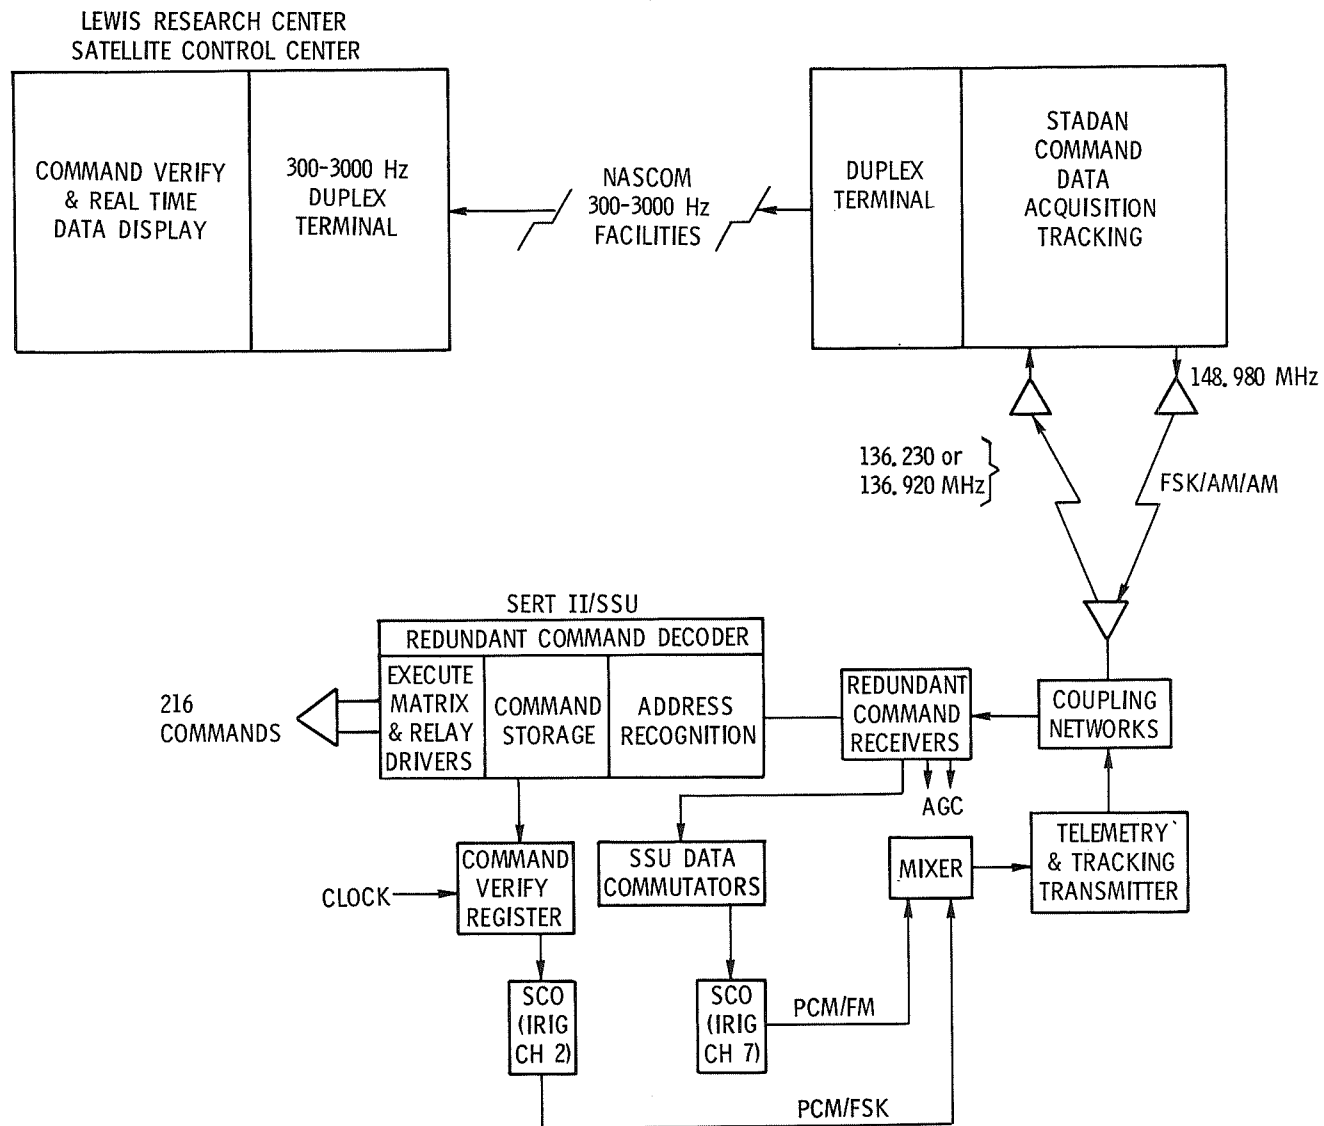 LEWIS RESEARCH CENTER
SATELLITE CONTROL CENTER
COMMAND VERIFY
& REAL TIME
DATA DISPLAY
300-3000 Hz
DUPLEX
TERMINAL
NASCOM
300-3000 Hz
FACILITIES
DUPLEX
TERMINAL
STADAN
COMMAND
DATA
ACQUISITION
TRACKING
148.980 MHz
136.230 or
136.920 MHz
FSK/AM/AM
SERT II/SSU
REDUNDANT COMMAND DECODER
216
COMMANDS
EXECUTE
MATRIX
& RELAY
DRIVERS
COMMAND
STORAGE
ADDRESS
RECOGNITION
REDUNDANT
COMMAND
RECEIVERS
COUPLING
NETWORKS
AGC
CLOCK
COMMAND
VERIFY
REGISTER
SSU DATA
COMMUTATORS
MIXER
TELEMETRY
& TRACKING
TRANSMITTER
SCO
(IRIG
CH 2)
SCO
(IRIG
CH 7)
PCM/FM
PCM/FSK